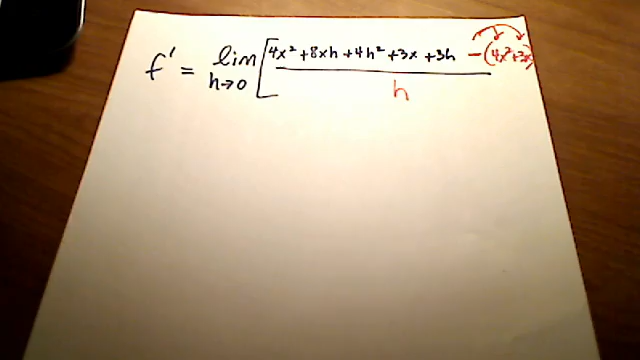 f' = lim [4x² + 8xh + 4h² + 3x + 3h - (4x² + 3x)
h→0 h